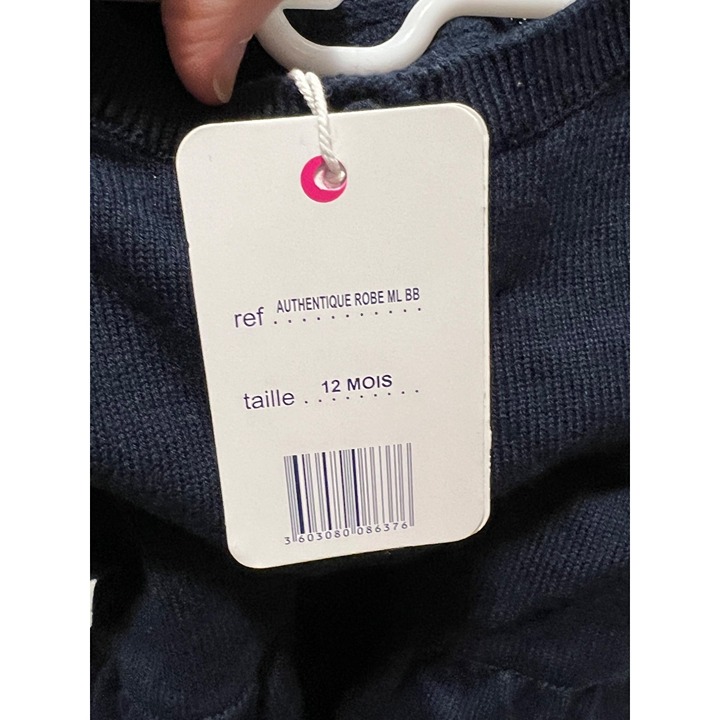 ref AUTHENTIQUE ROBE ML BB
taille 12 MOIS
3 603080 086376